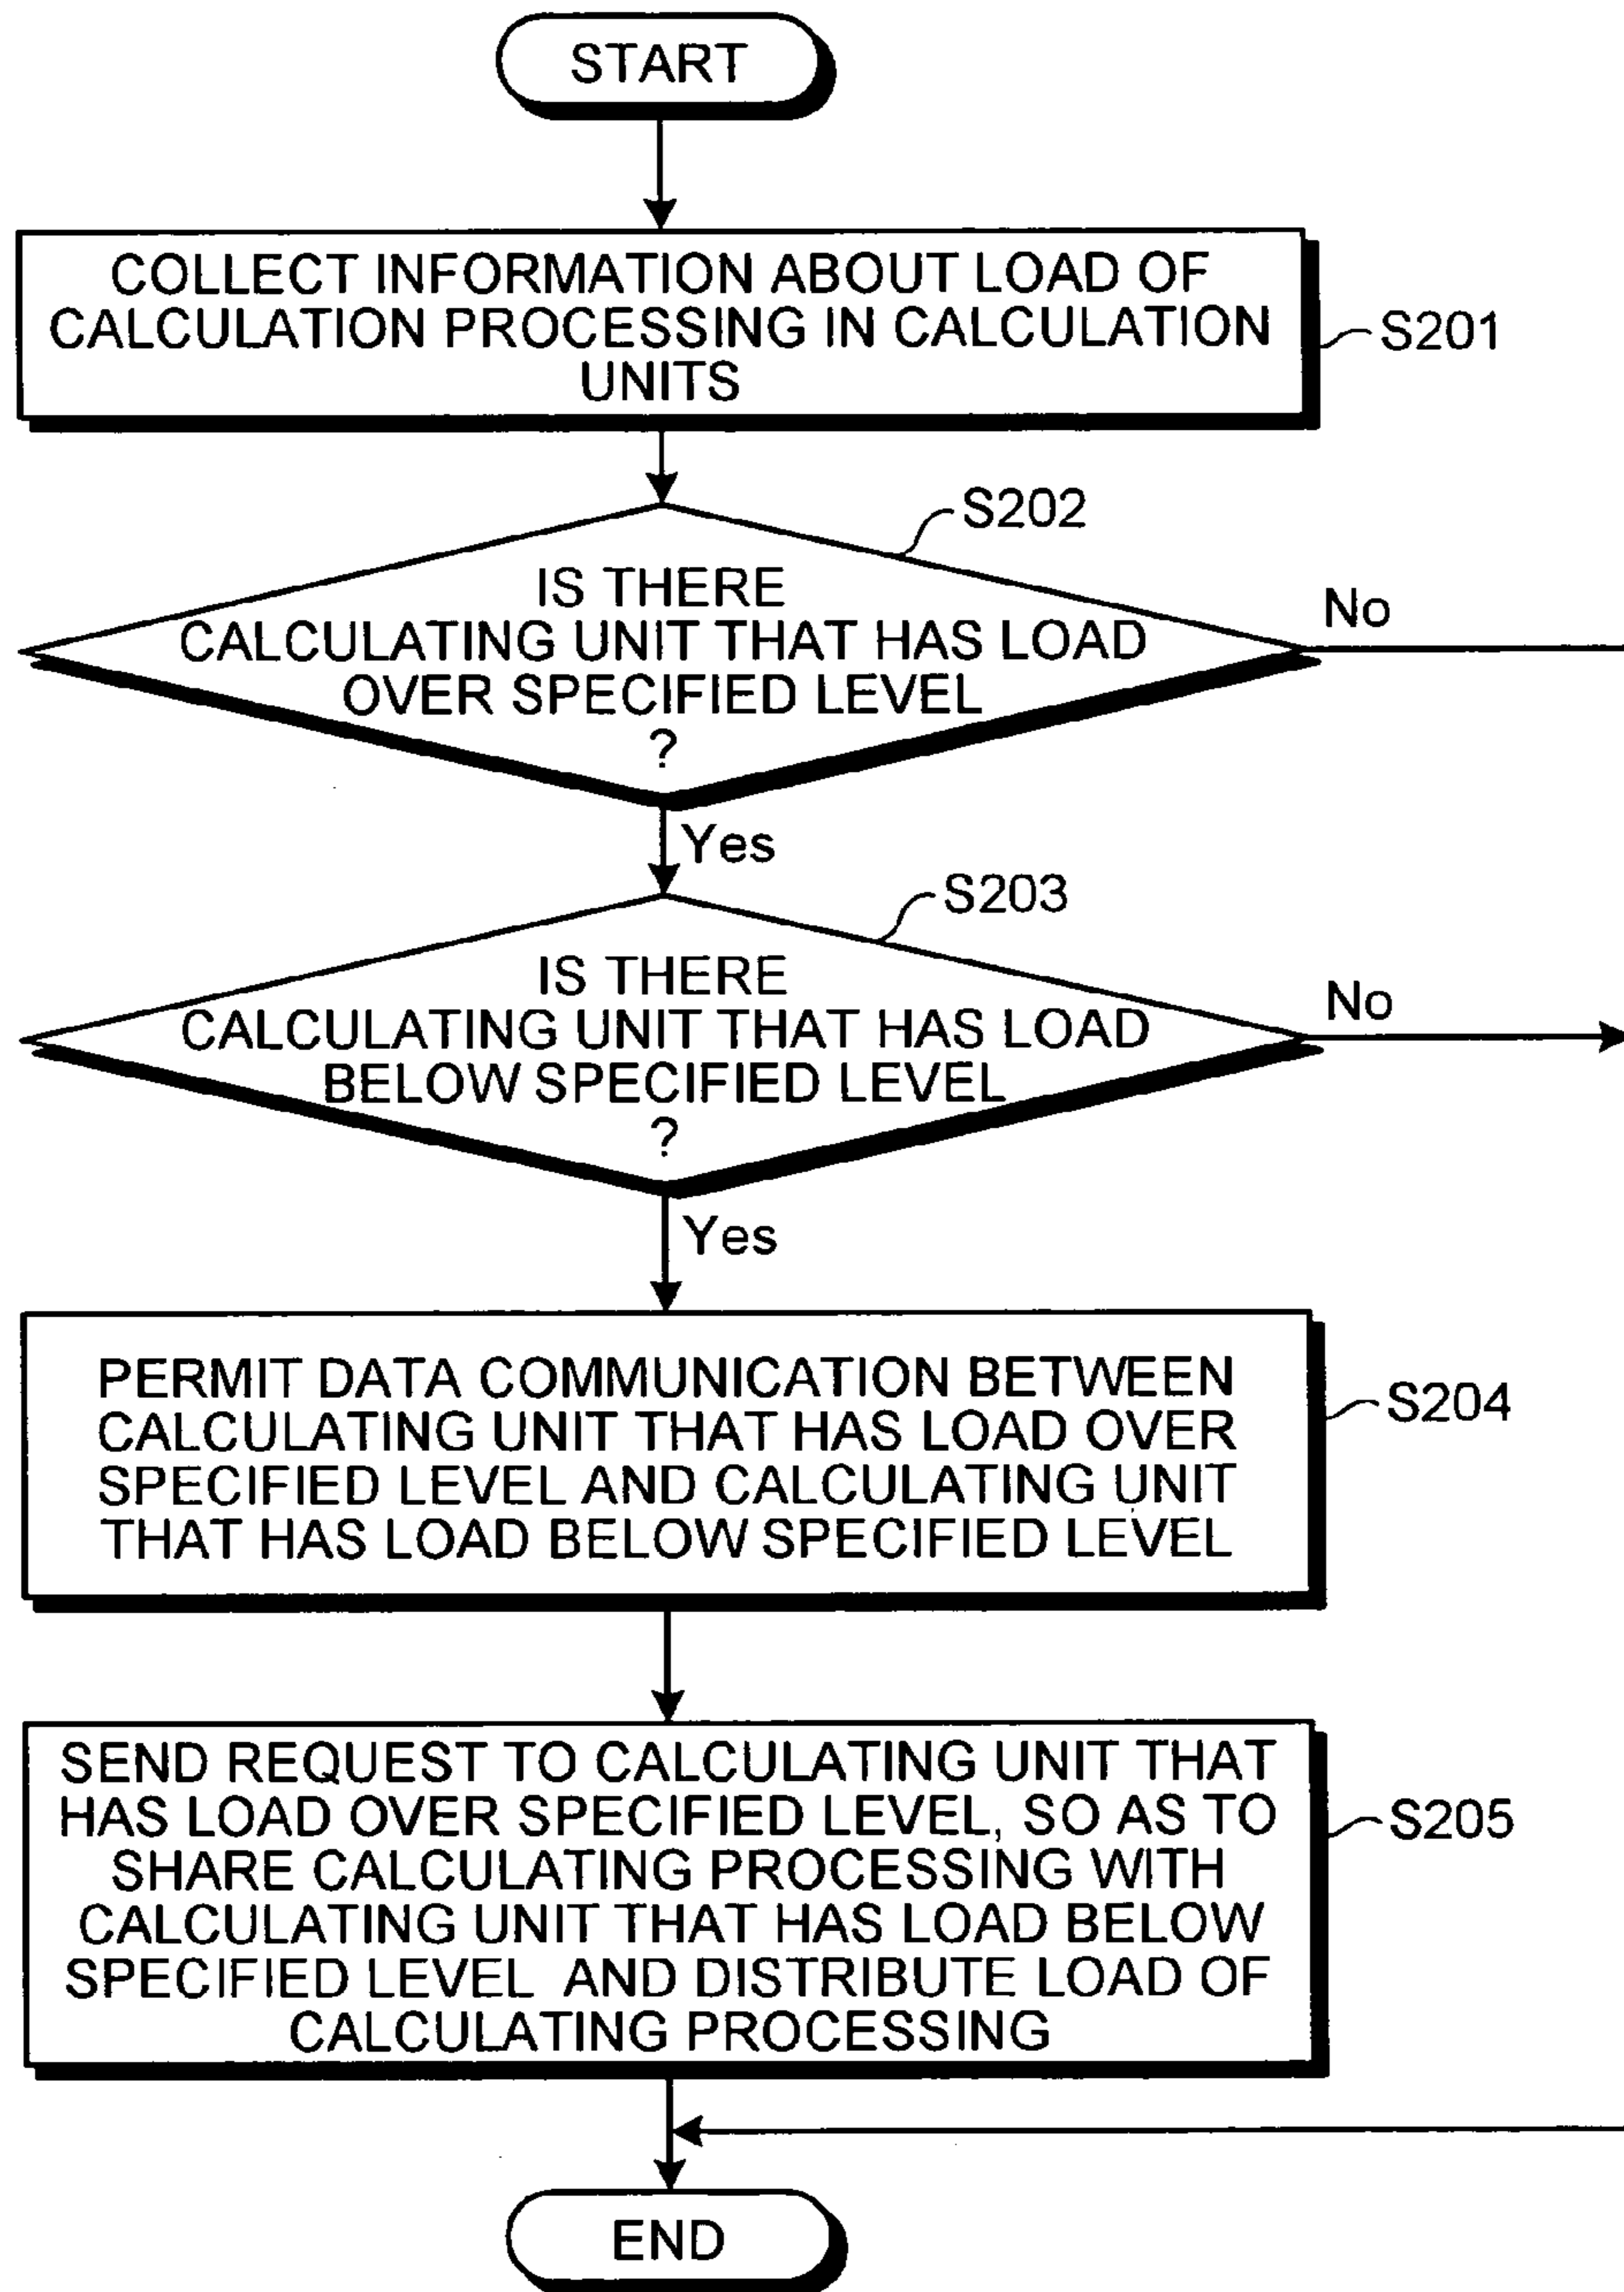 START
COLLECT INFORMATION ABOUT LOAD OF
CALCULATION PROCESSING IN CALCULATION
UNITS
S201
S202
IS THERE
CALCULATING UNIT THAT HAS LOAD
OVER SPECIFIED LEVEL
?
No
Yes
S203
IS THERE
CALCULATING UNIT THAT HAS LOAD
BELOW SPECIFIED LEVEL
?
No
Yes
PERMIT DATA COMMUNICATION BETWEEN
CALCULATING UNIT THAT HAS LOAD OVER
SPECIFIED LEVEL AND CALCULATING UNIT
THAT HAS LOAD BELOW SPECIFIED LEVEL
S204
SEND REQUEST TO CALCULATING UNIT THAT
HAS LOAD OVER SPECIFIED LEVEL, SO AS TO
SHARE CALCULATING PROCESSING WITH
CALCULATING UNIT THAT HAS LOAD BELOW
SPECIFIED LEVEL AND DISTRIBUTE LOAD OF
CALCULATING PROCESSING
S205
END